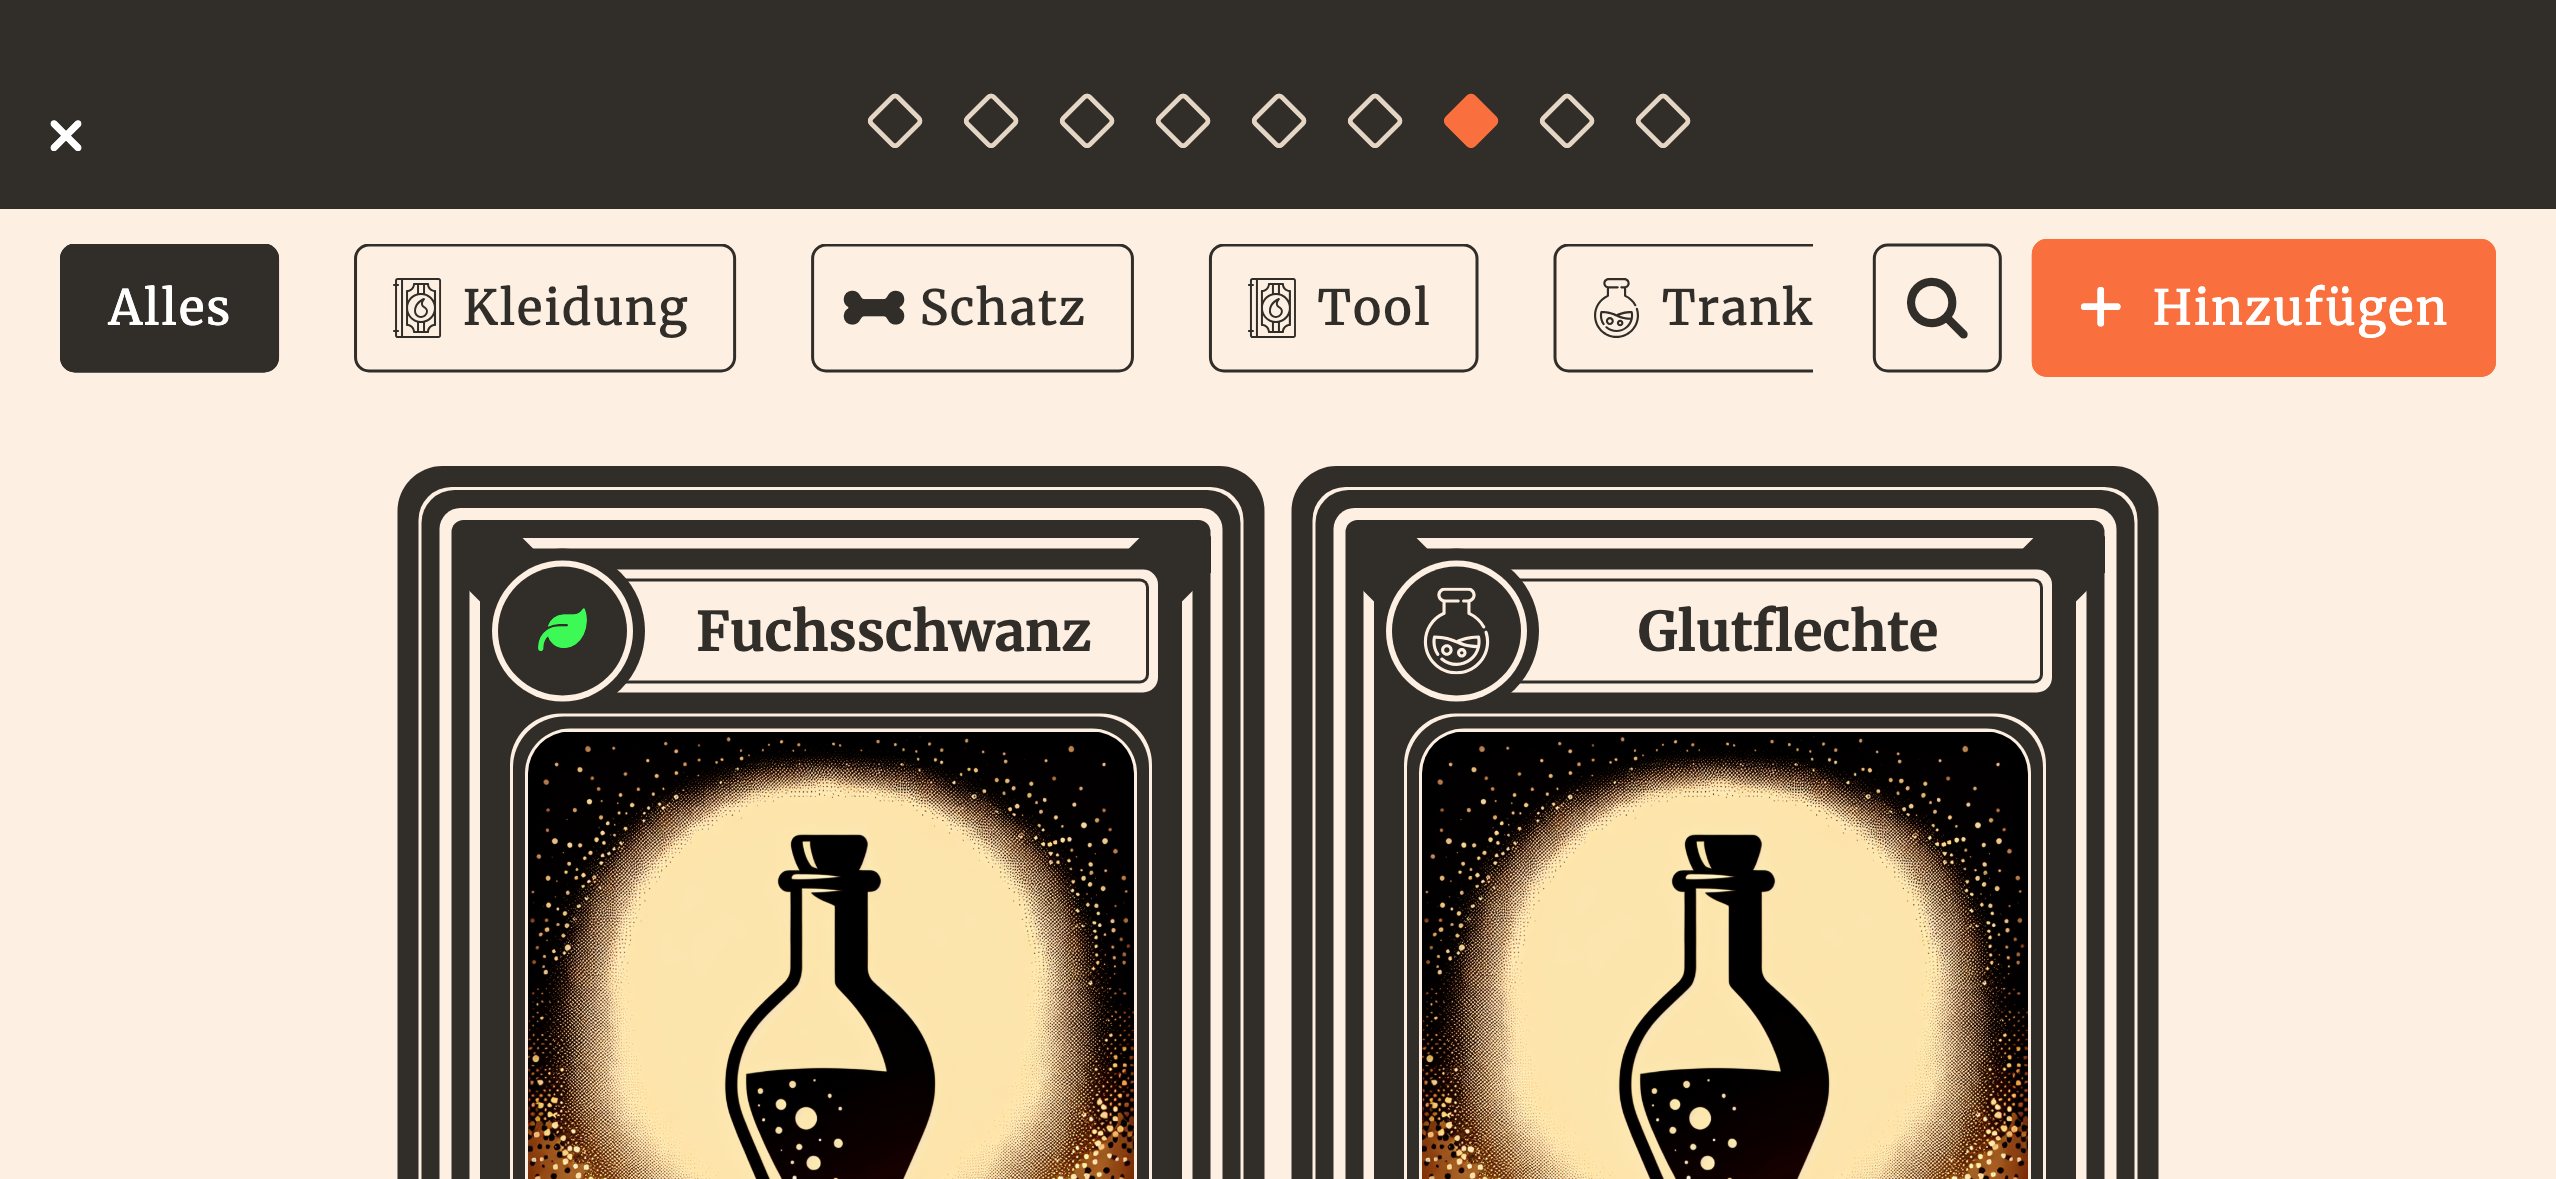 Alles
Kleidung
Schatz
Tool
Trank
Hinzufügen
Fuchsschwanz
Glutflechte